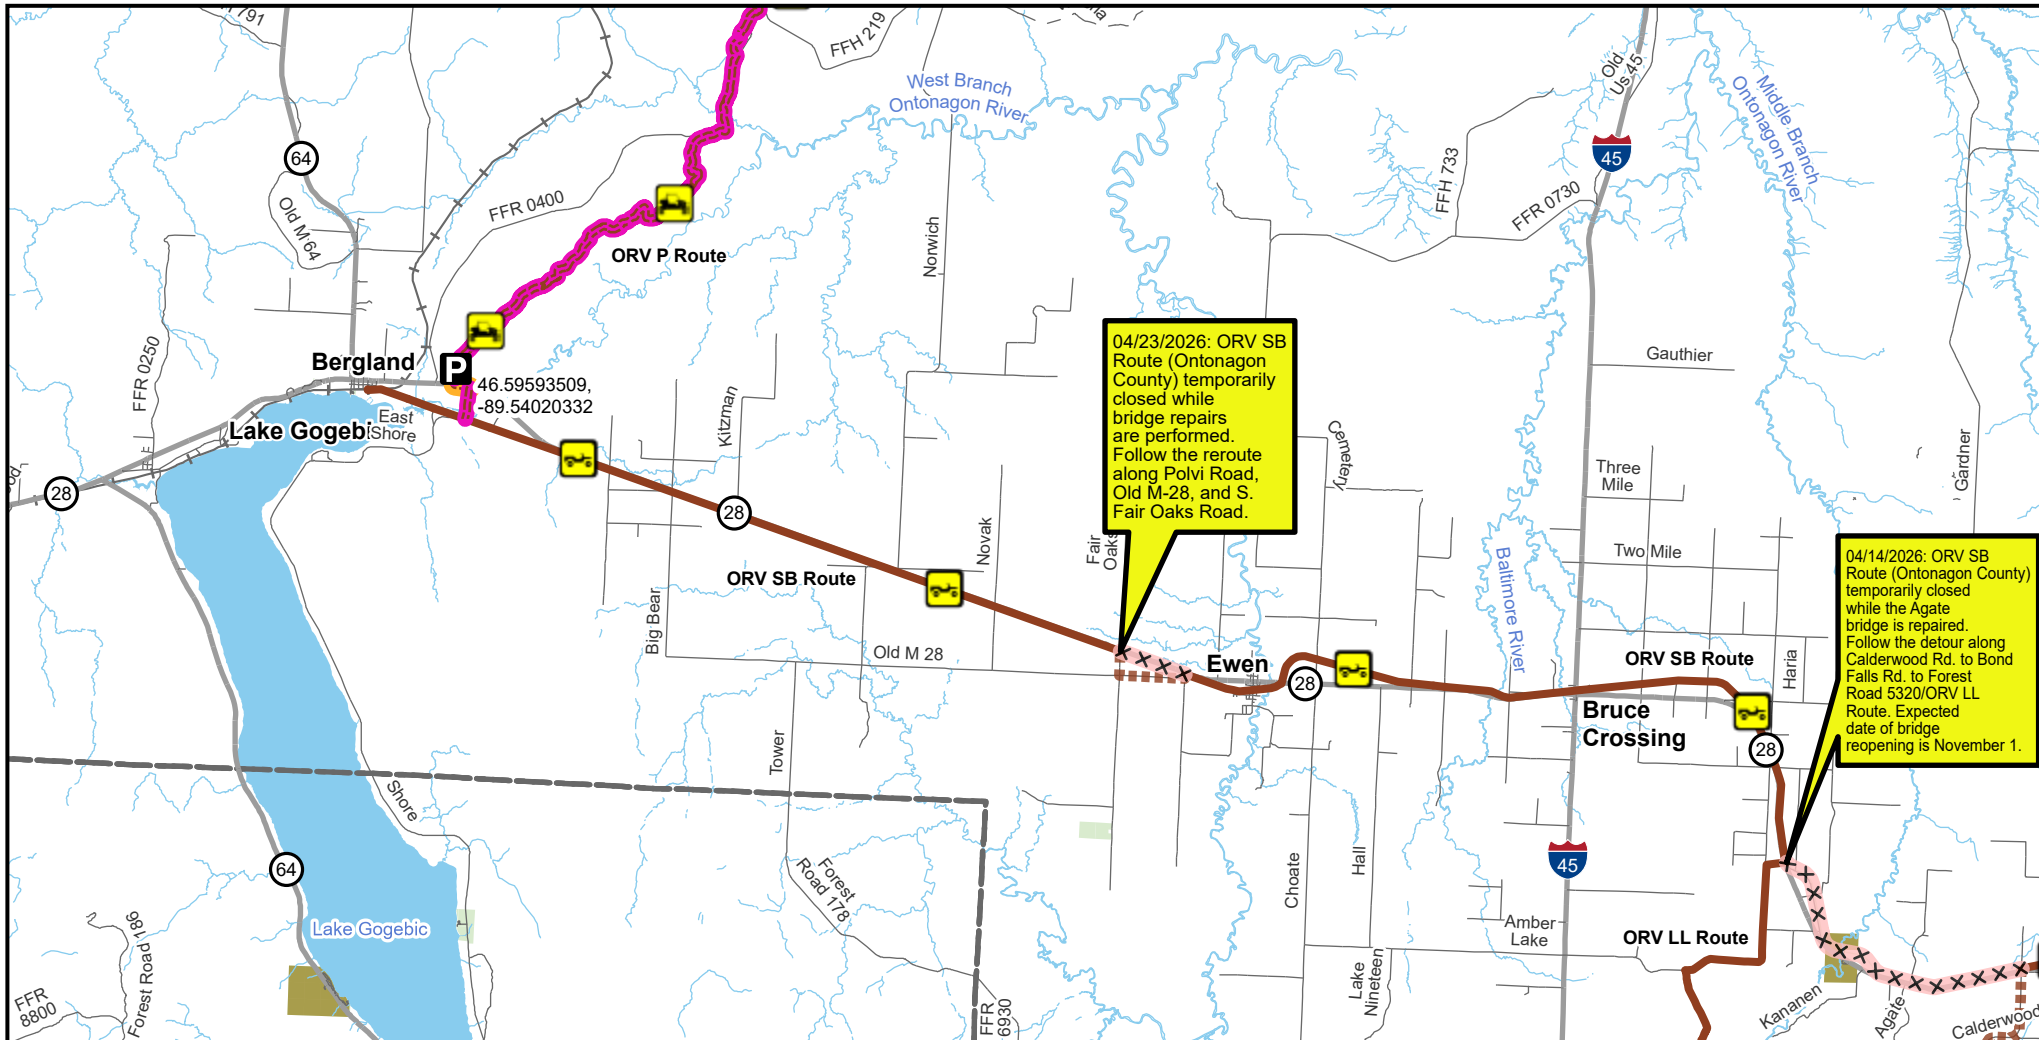 791
FFH 219
Old
Us 45
West Branch
Ontonagon River
Middle Branch
Ontonagon River
64
45
FFH 733
FFR 0400
FFR 0730
Old M 64
Norwich
ORV P Route
FFR 0250
Bergland
P
46.59593509,
-89.54020332
East
Shore
Lake Gogebi
Kitzman
28
28
04/23/2026: ORV SB
Route (Ontonagon
County) temporarily
closed while
bridge repairs
are performed.
Follow the reroute
along Polvi Road,
Old M-28, and S.
Fair Oaks Road.
Gauthier
Cemetery
Three
Mile
Gardner
Novak
Fair
Oaks
Two Mile
Baltimore River
ORV SB Route
Big Bear
Old M 28
Ewen
28
ORV SB Route
Haria
04/14/2026: ORV SB
Route (Ontonagon County)
temporarily closed
while the Agate
bridge is repaired.
Follow the detour along
Calderwood Rd. to Bond
Falls Rd. to Forest
Road 5320/ORV LL
Route. Expected
date of bridge
reopening is November 1.
Bruce
Crossing
28
Tower
Shore
64
45
Forest
Road 178
Choate
Hall
Lake Gogebic
Forest Road 186
Amber
Lake
ORV LL Route
FFR
8800
FFR
6930
Lake
Nineteen
Kananen
Agate
Calderwood